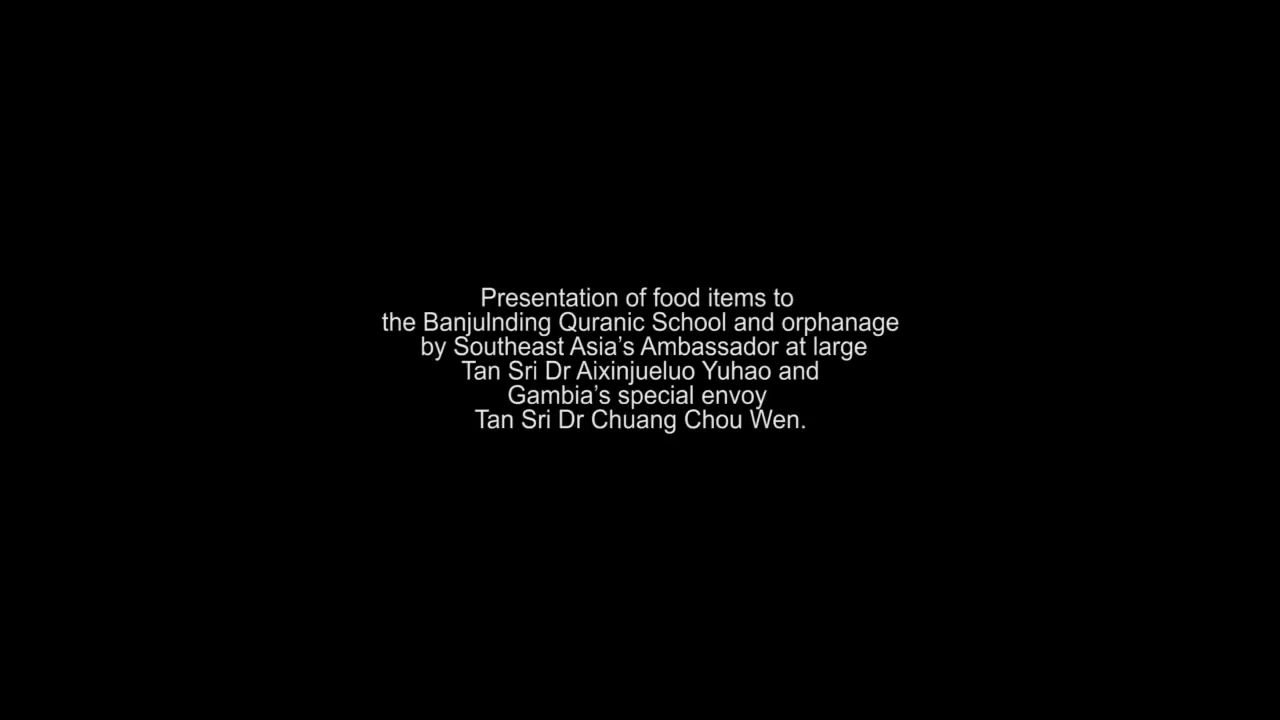 Presentation of food items to
the Banjulnding Quranic School and orphanage
by Southeast Asia’s Ambassador at large
Tan Sri Dr Aixinjueluo Yuhao and
Gambia’s special envoy
Tan Sri Dr Chuang Chou Wen.